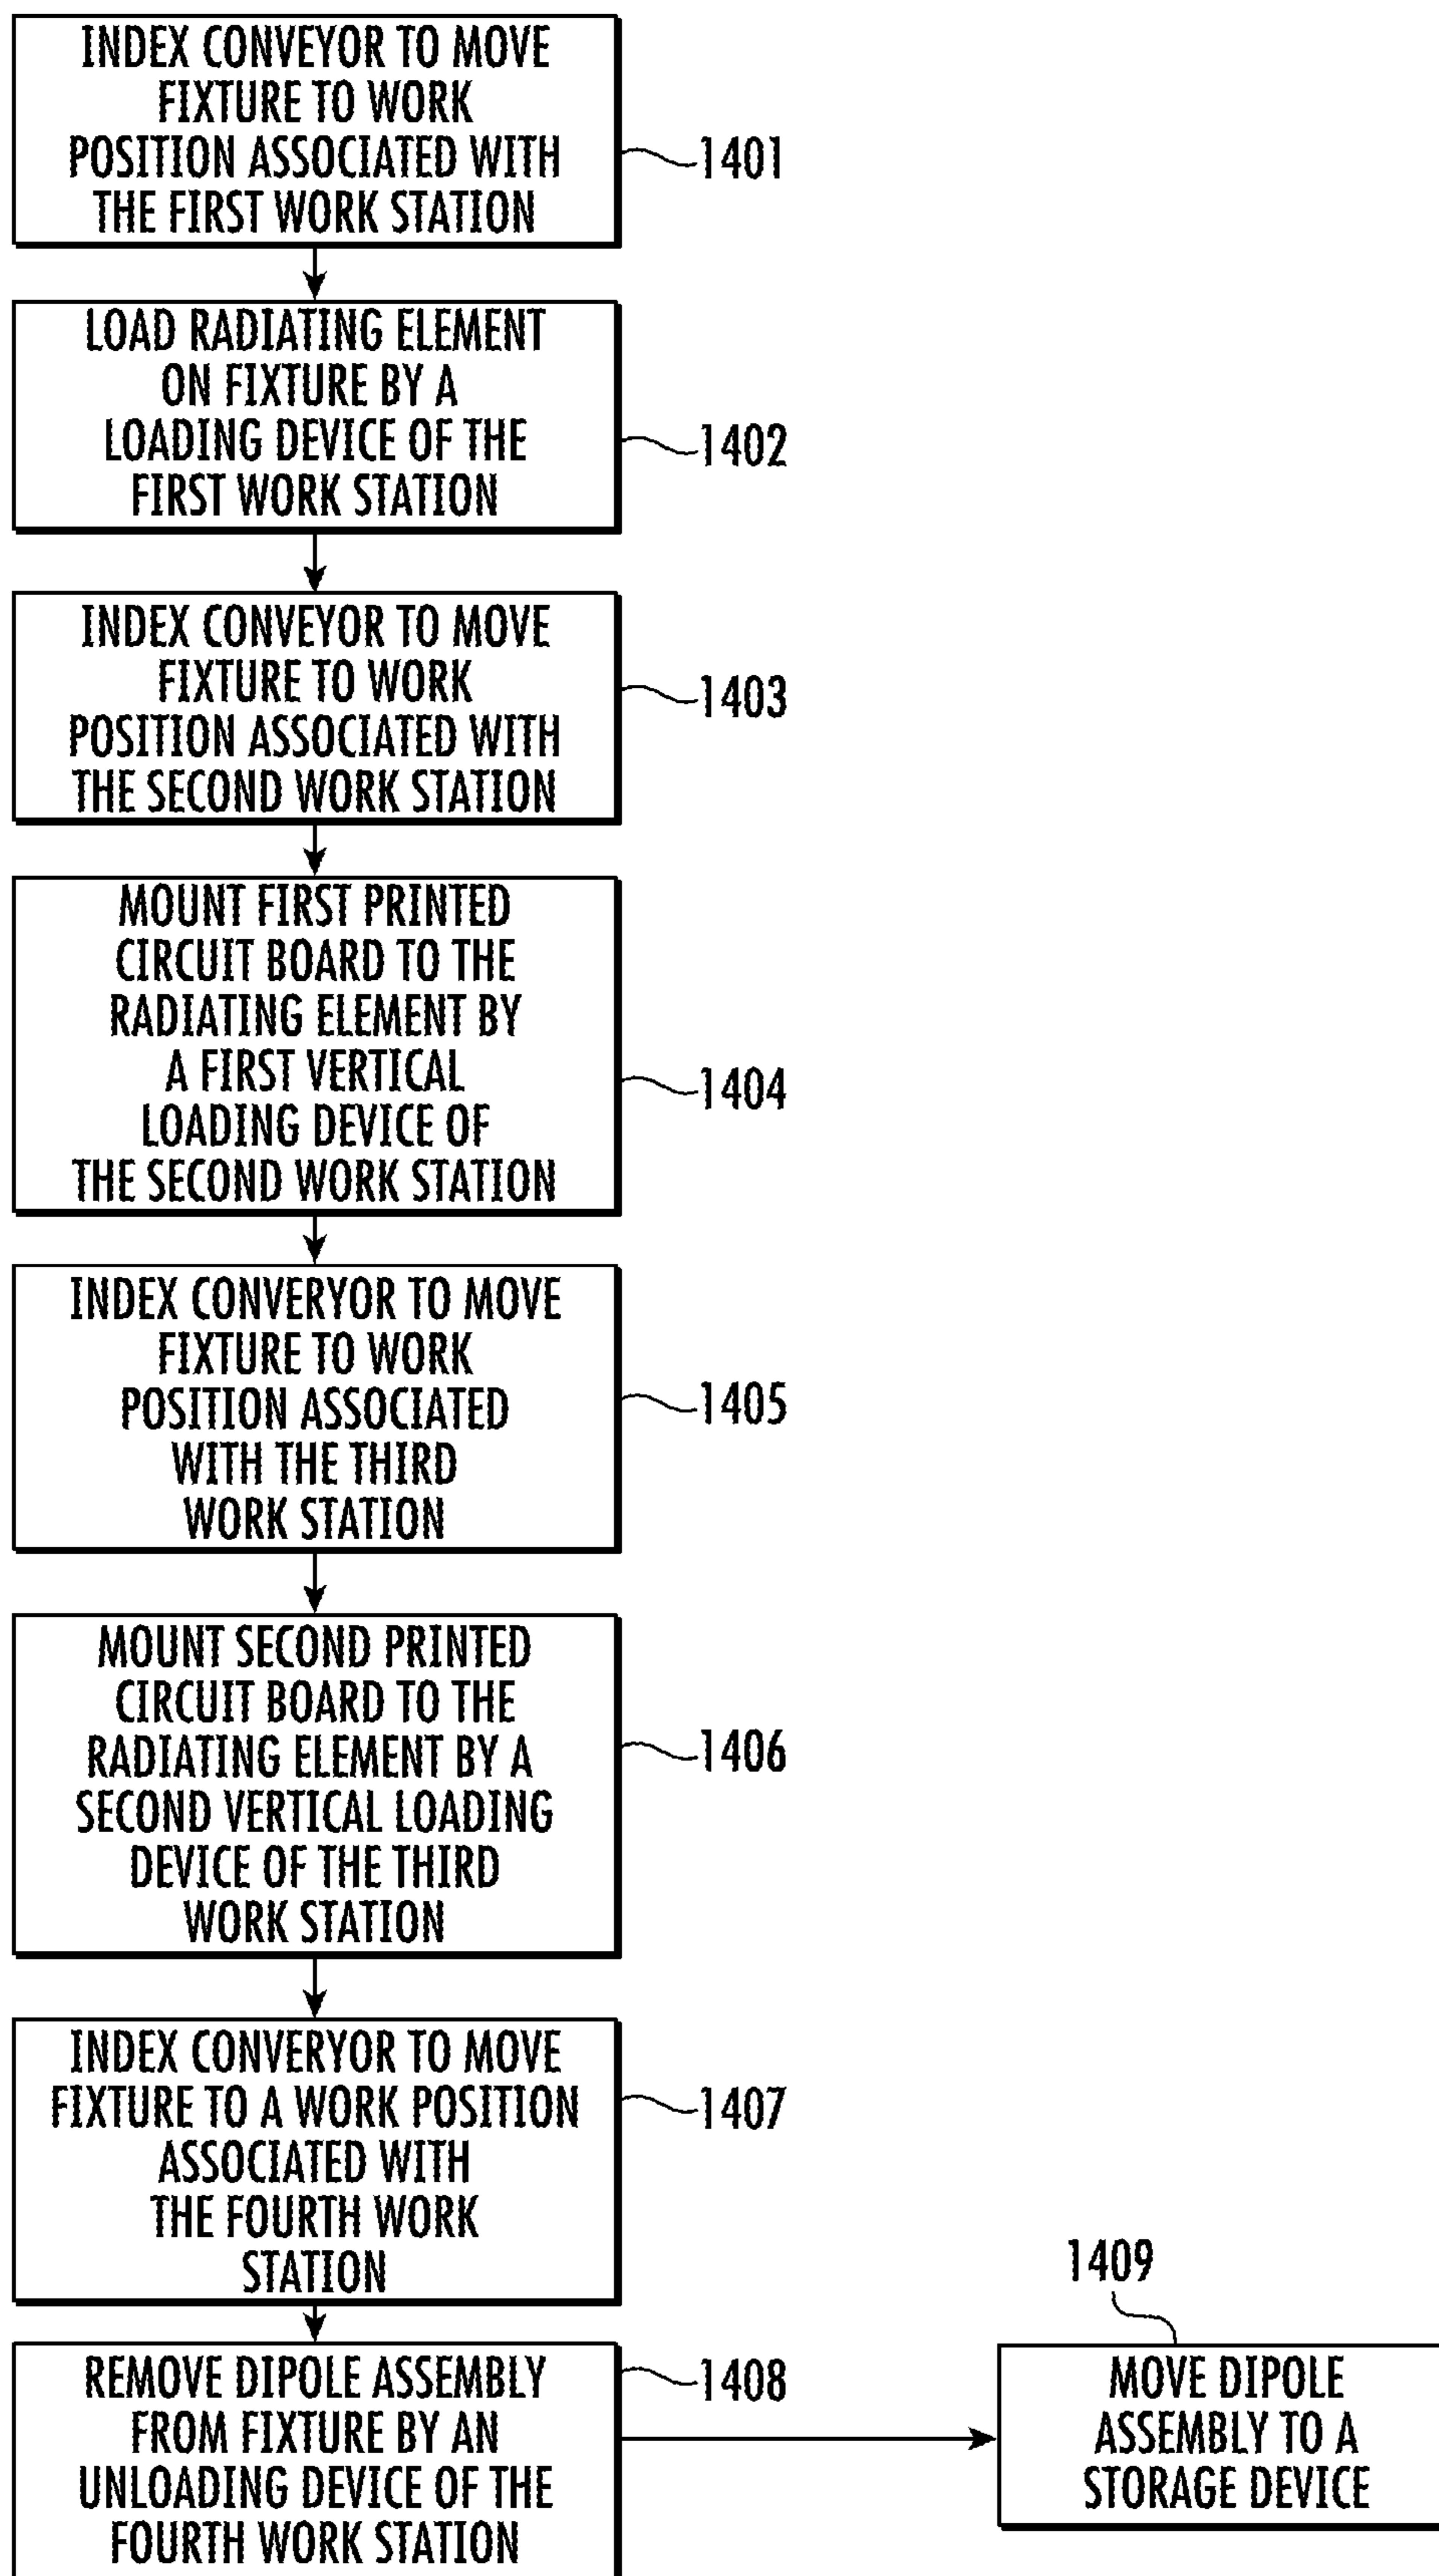 INDEX CONVEYOR TO MOVE
FIXTURE TO WORK
POSITION ASSOCIATED WITH
THE FIRST WORK STATION
1401
LOAD RADIATING ELEMENT
ON FIXTURE BY A
LOADING DEVICE OF THE
FIRST WORK STATION
1402
INDEX CONVEYOR TO MOVE
FIXTURE TO WORK
POSITION ASSOCIATED WITH
THE SECOND WORK STATION
1403
MOUNT FIRST PRINTED
CIRCUIT BOARD TO THE
RADIATING ELEMENT BY
A FIRST VERTICAL
LOADING DEVICE OF
THE SECOND WORK STATION
1404
INDEX CONVERYOR TO MOVE
FIXTURE TO WORK
POSITION ASSOCIATED
WITH THE THIRD
WORK STATION
1405
MOUNT SECOND PRINTED
CIRCUIT BOARD TO THE
RADIATING ELEMENT BY A
SECOND VERTICAL LOADING
DEVICE OF THE THIRD
WORK STATION
1406
INDEX CONVERYOR TO MOVE
FIXTURE TO A WORK POSITION
ASSOCIATED WITH
THE FOURTH WORK
STATION
1407
REMOVE DIPOLE ASSEMBLY
FROM FIXTURE BY AN
UNLOADING DEVICE OF THE
FOURTH WORK STATION
1408
1409
MOVE DIPOLE
ASSEMBLY TO A
STORAGE DEVICE